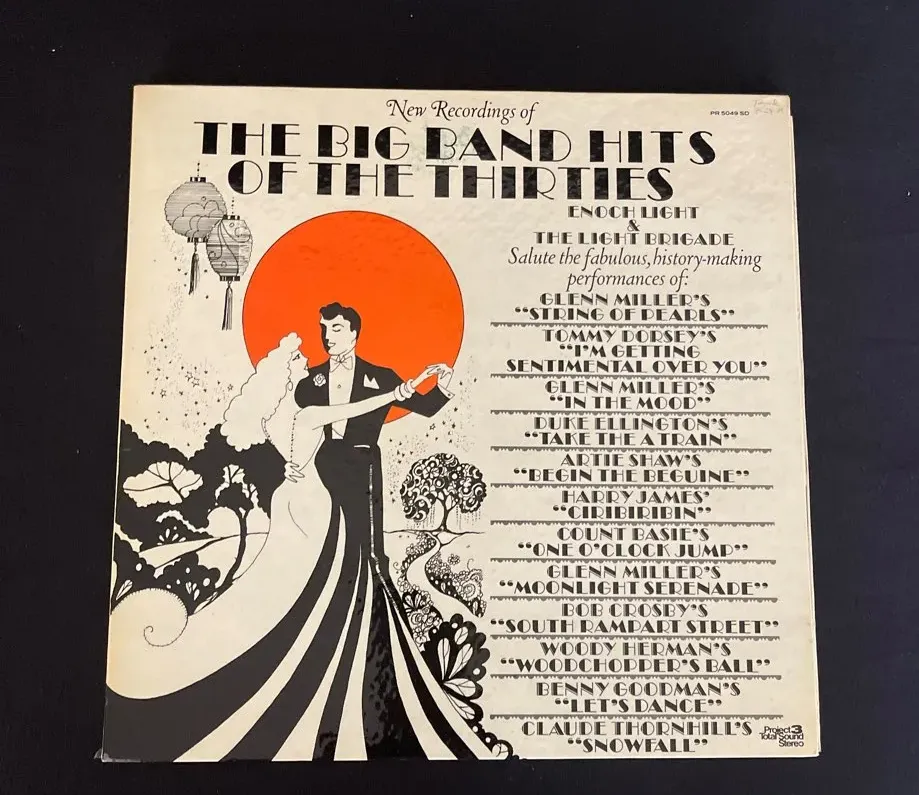 New Recordings of
PR 5049 SD
THE BIG BAND HITS
OF THE THIRTIES
ENOCH LIGHT
&
THE LIGHT BRIGADE
Salute the fabulous, history-making
performances of:
GLENN MILLER'S
"STRING OF PEARLS"
TOMMY DORSEY'S
"I'M GETTING
SENTIMENTAL OVER YOU"
GLENN MILLER'S
"IN THE MOOD"
DUKE ELLINGTON'S
"TAKE THE A TRAIN"
ARTIE SHAW'S
"BEGIN THE BEGUINE"
HARRY JAMES'
"CIRIBIRIBIN"
COUNT BASIE'S
"ONE O'CLOCK JUMP"
GLENN MILLER'S
"MOONLIGHT SERENADE"
BOB CROSBY'S
"SOUTH RAMPART STREET"
WOODY HERMAN'S
"WOODCHOPPER'S BALL"
BENNY GOODMAN'S
"LET'S DANCE"
CLAUDE THORNHILL'S
"SNOWFALL"
Project 3
Total Sound
Stereo